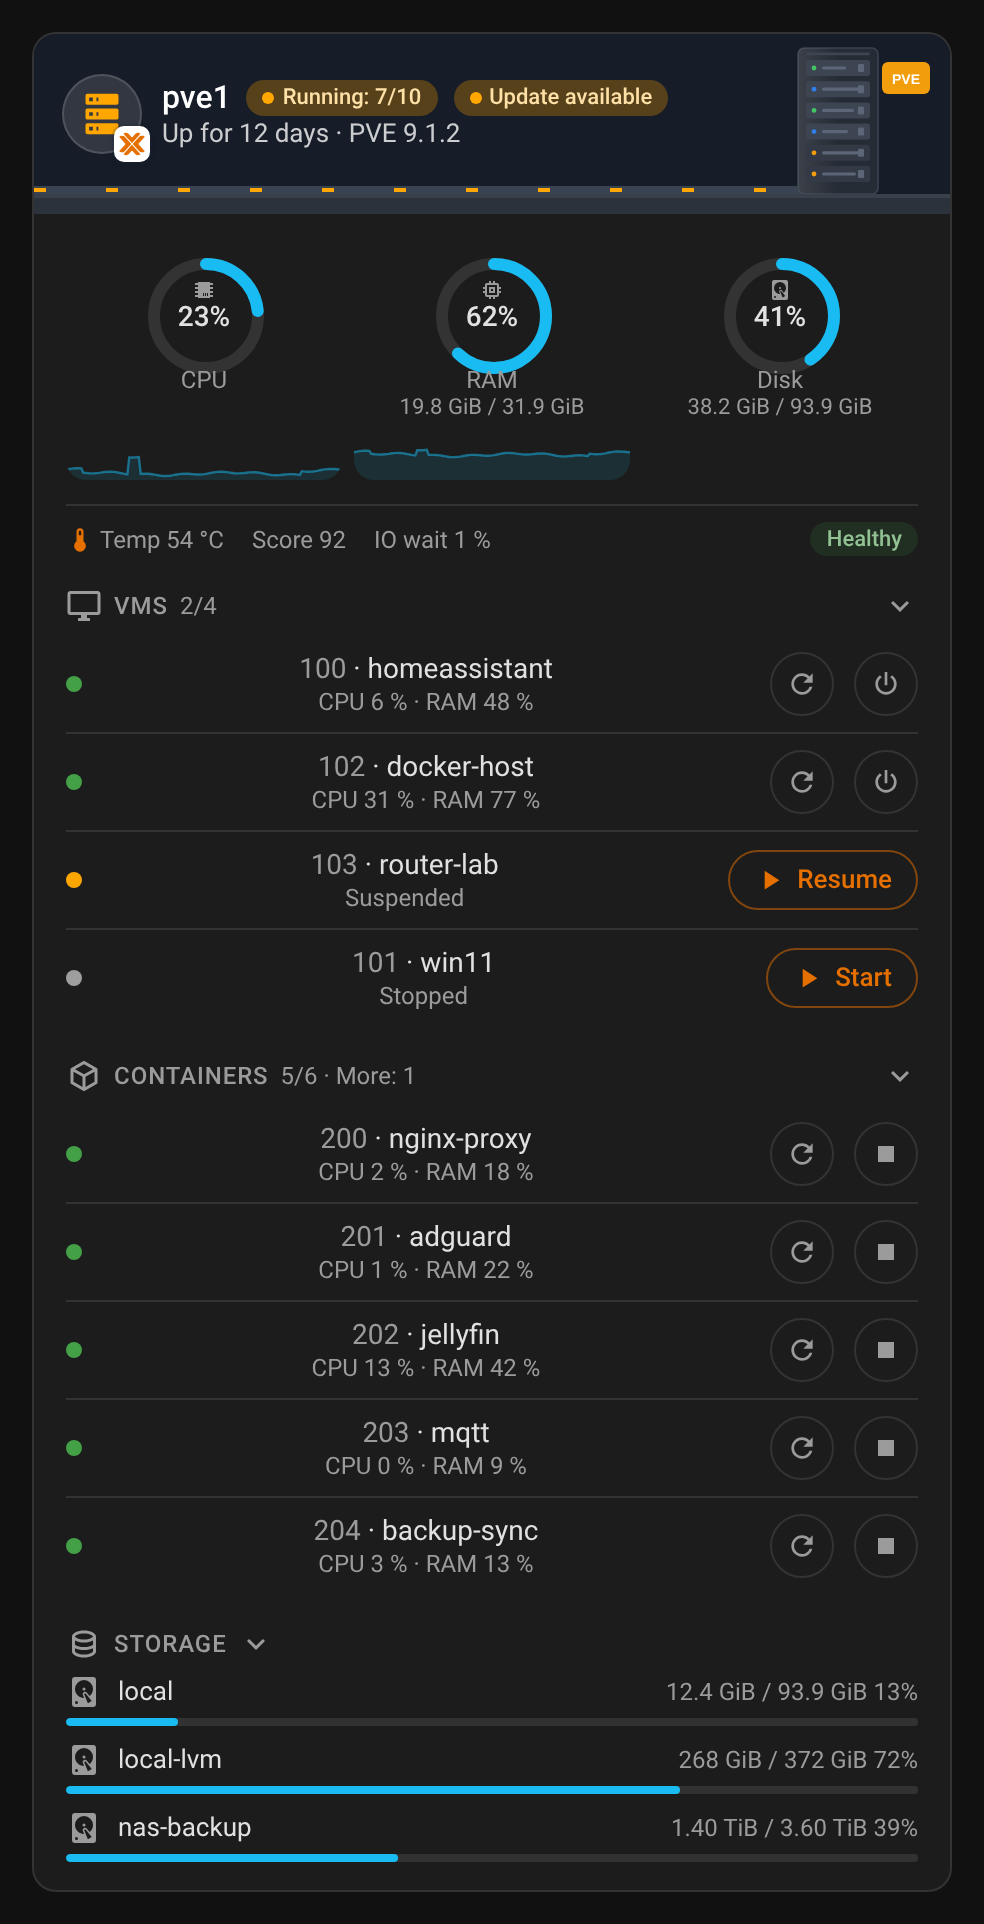 pve1 Running: 7/10 Update available
Up for 12 days · PVE 9.1.2
PVE
23%
CPU
62%
RAM
19.8 GiB / 31.9 GiB
41%
Disk
38.2 GiB / 93.9 GiB
Temp 54 °C Score 92 IO wait 1 % Healthy
VMS 2/4
100 · homeassistant
CPU 6 % · RAM 48 %
102 · docker-host
CPU 31 % · RAM 77 %
103 · router-lab
Suspended
Resume
101 · win11
Stopped
Start
CONTAINERS 5/6 · More: 1
200 · nginx-proxy
CPU 2 % · RAM 18 %
201 · adguard
CPU 1 % · RAM 22 %
202 · jellyfin
CPU 13 % · RAM 42 %
203 · mqtt
CPU 0 % · RAM 9 %
204 · backup-sync
CPU 3 % · RAM 13 %
STORAGE
local 12.4 GiB / 93.9 GiB 13%
local-lvm 268 GiB / 372 GiB 72%
nas-backup 1.40 TiB / 3.60 TiB 39%